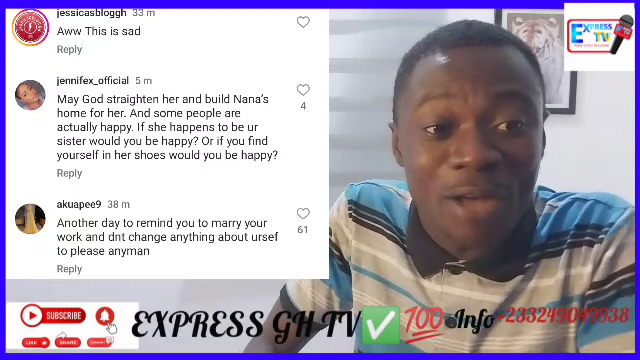 jessicasbloggh 33 m
Aww This is sad
Reply
jennifex_official 5 m
May God straighten her and build Nana's
home for her. And some people are
actually happy. If she happens to be ur
sister would you be happy? Or if you find
yourself in her shoes would you be happy?
4
Reply
akuapee9 38 m
Another day to remind you to marry your
work and dnt change anything about ursef
to please anyman
61
Reply
EXPRESS
TV
SUBSCRIBE
LIKE
SHARE
EXPRESS GH TV✅💯 Info+233249049938